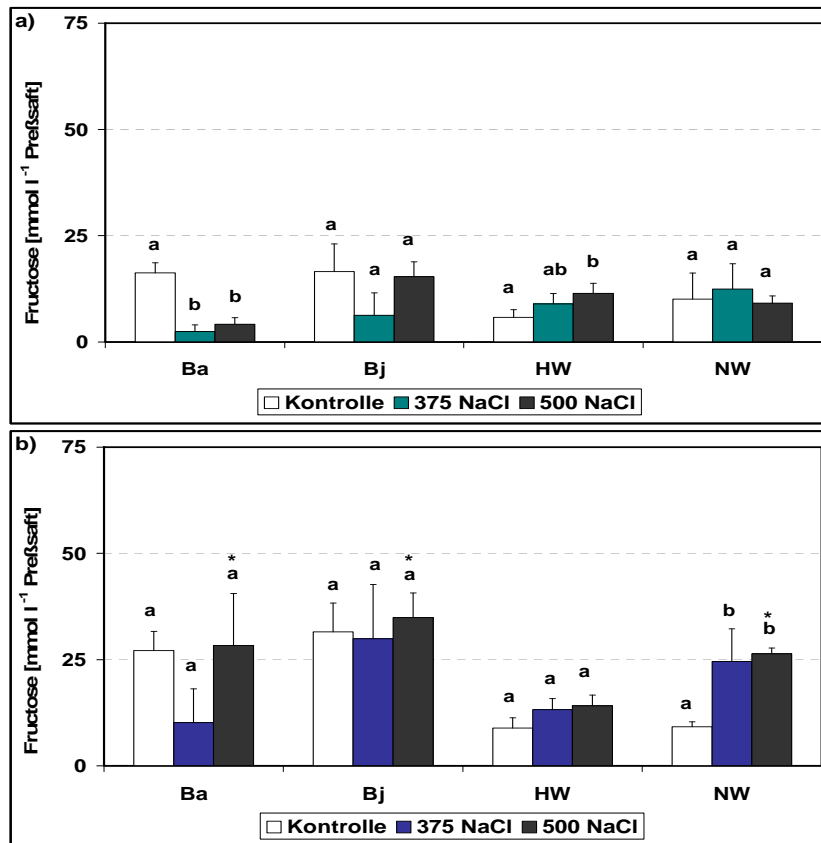 a)
75
50
25
0
Fructose [mmol l⁻¹ Preßsaft]
a
b
b
a
a
a
a
ab
b
a
a
a
Ba Bj HW NW
Kontrolle 375 NaCl 500 NaCl
b)
75
50
25
0
Fructose [mmol l⁻¹ Preßsaft]
a
a
*
a
a
a
*
a
a
a
a
a
b
*
b
Ba Bj HW NW
Kontrolle 375 NaCl 500 NaCl